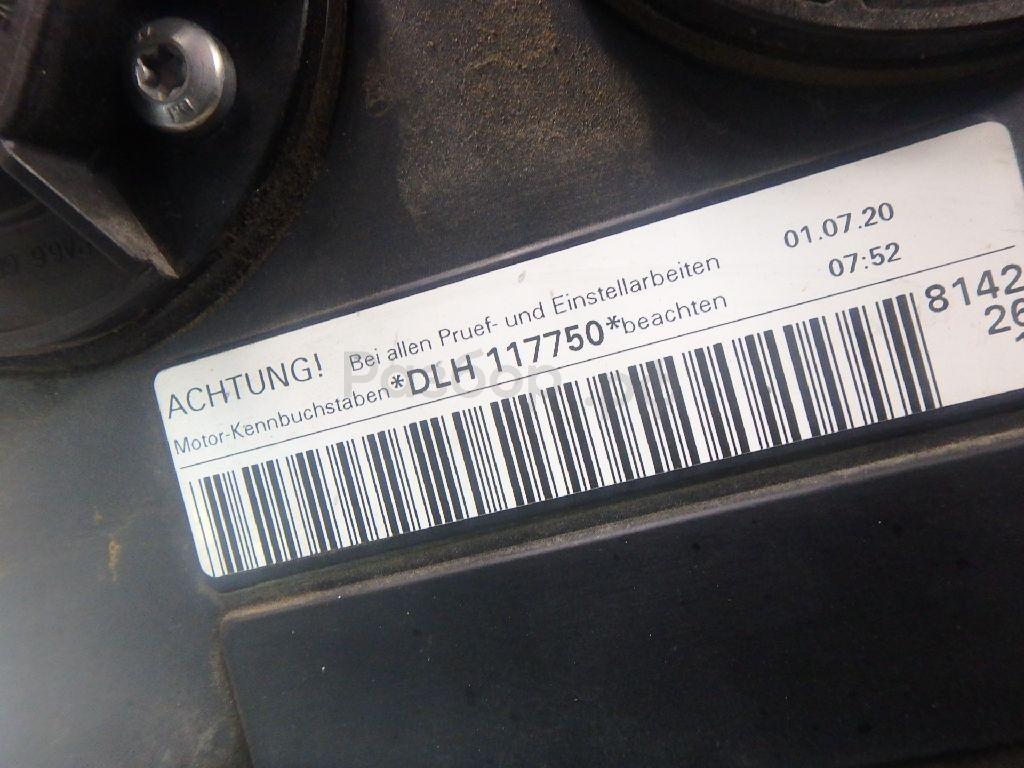 ACHTUNG! Bei allen Pruef- und Einstellarbeiten 01.07.20
Motor-Kennbuchstaben *DLH 117750* beachten 07:52
8142
26